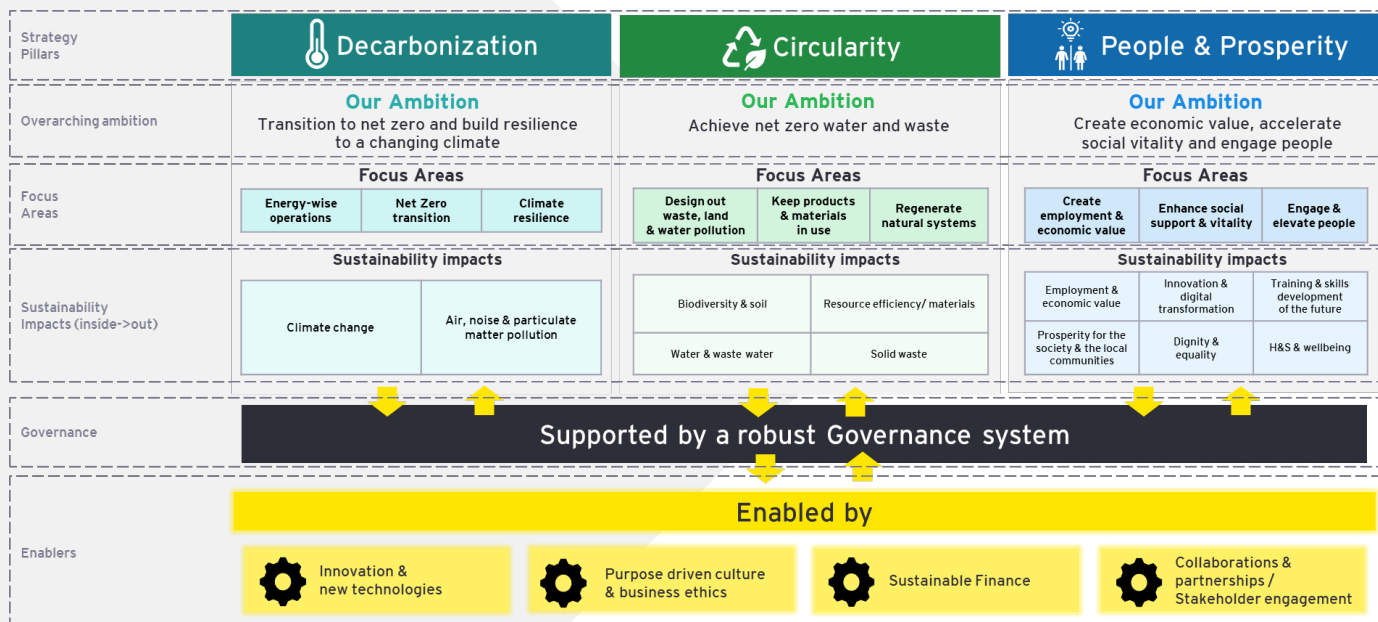 Strategy
Pillars
Decarbonization
Circularity
People & Prosperity
Overarching ambition
Our Ambition
Transition to net zero and build resilience
to a changing climate
Our Ambition
Achieve net zero water and waste
Our Ambition
Create economic value, accelerate
social vitality and engage people
Focus
Areas
Focus Areas
Energy-wise
operations
Net Zero
transition
Climate
resilience
Focus Areas
Design out
waste, land
& water pollution
Keep products
& materials
in use
Regenerate
natural systems
Focus Areas
Create
employment &
economic value
Enhance social
support & vitality
Engage &
elevate people
Sustainability
Impacts (inside->out)
Sustainability impacts
Climate change
Air, noise & particulate
matter pollution
Sustainability impacts
Biodiversity & soil
Resource efficiency/ materials
Water & waste water
Solid waste
Sustainability impacts
Employment &
economic value
Innovation &
digital
transformation
Training & skills
development
of the future
Prosperity for the
society & the local
communities
Dignity &
equality
H&S & wellbeing
Governance
Supported by a robust Governance system
Enablers
Enabled by
Innovation &
new technologies
Purpose driven culture
& business ethics
Sustainable Finance
Collaborations &
partnerships /
Stakeholder engagement